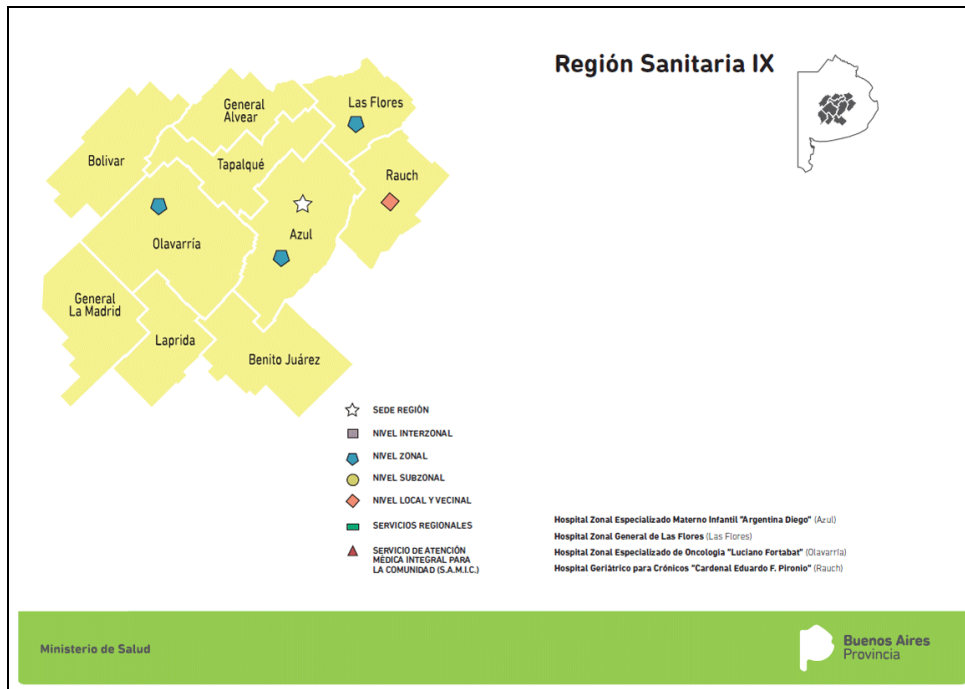 Región Sanitaria IX
General
Alvear
Las Flores
Bolivar
Tapalqué
Rauch
Azul
Olavarría
General
La Madrid
Laprida
Benito Juárez
SEDE REGIÓN
NIVEL INTERZONAL
NIVEL ZONAL
NIVEL SUBZONAL
NIVEL LOCAL Y VECINAL
SERVICIOS REGIONALES
SERVICIO DE ATENCIÓN
MÉDICA INTEGRAL PARA
LA COMUNIDAD (S.A.M.I.C.)
Hospital Zonal Especializado Materno Infantil "Argentina Diego" (Azul)
Hospital Zonal General de Las Flores (Las Flores)
Hospital Zonal Especializado de Oncologia "Luciano Fortabat" (Olavarría)
Hospital Geriátrico para Crónicos "Cardenal Eduardo F. Pironio" (Rauch)
Ministerio de Salud
Buenos Aires
Provincia